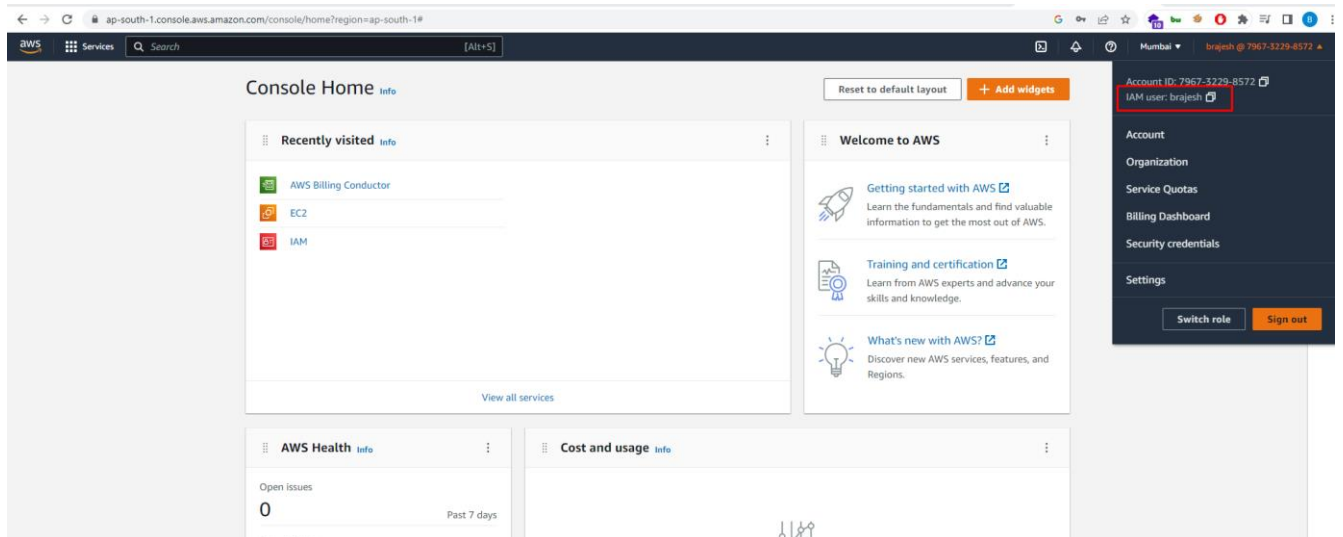 ap-south-1.console.aws.amazon.com/console/home?region=ap-south-1#
aws
Services
Search
[Alt+S]
Mumbai ▼
brajesh @ 7967-3229-8572 ▲
Console Home Info
Reset to default layout
+ Add widgets
Account ID: 7967-3229-8572
IAM user: brajesh
Account
Organization
Service Quotas
Billing Dashboard
Security credentials
Settings
Switch role
Sign out
Recently visited Info
AWS Billing Conductor
EC2
IAM
View all services
Welcome to AWS
Getting started with AWS
Learn the fundamentals and find valuable
information to get the most out of AWS.
Training and certification
Learn from AWS experts and advance your
skills and knowledge.
What's new with AWS?
Discover new AWS services, features, and
Regions.
AWS Health Info
Open issues
0
Past 7 days
Cost and usage Info